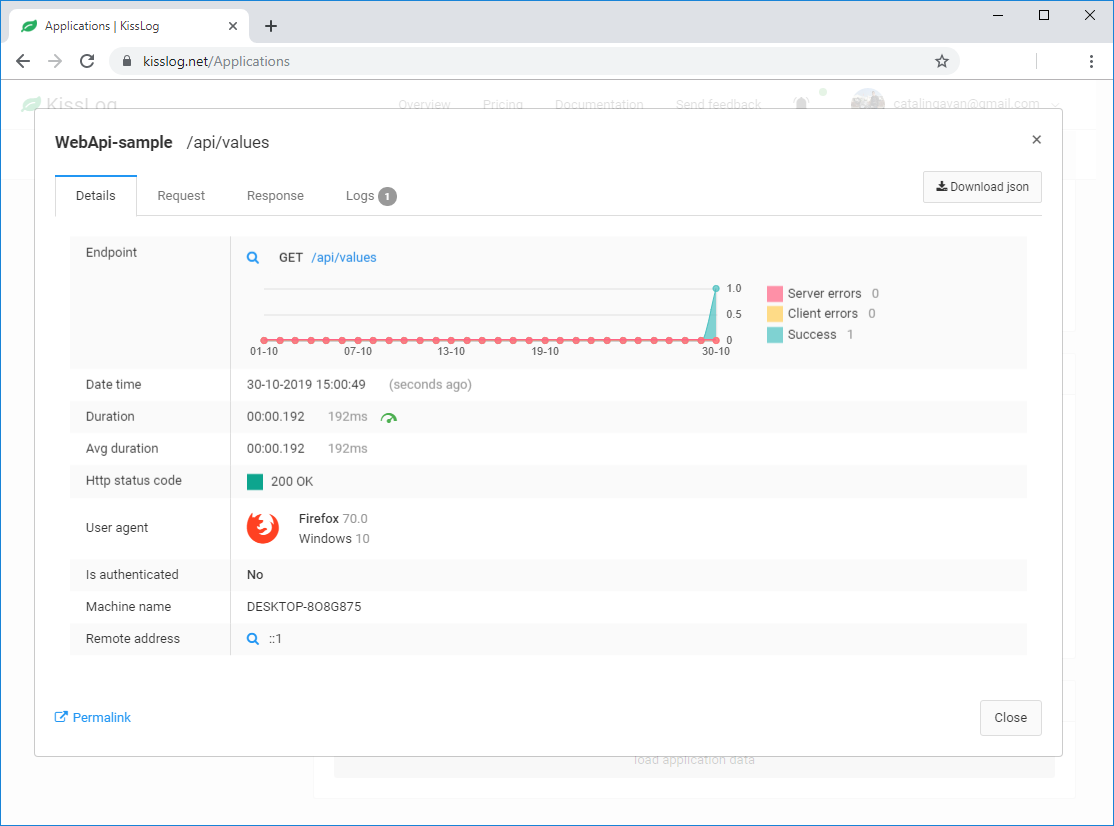 Applications | KissLog
kisslog.net/Applications
KissLog Overview Pricing Documentation Send feedback catalingavan@gmail.com
WebApi-sample /api/values
Details Request Response Logs 1 Download json
Endpoint GET /api/values
1.0
0.5
0
01-10 07-10 13-10 19-10 30-10
Server errors 0
Client errors 0
Success 1
Date time 30-10-2019 15:00:49 (seconds ago)
Duration 00:00.192 192ms
Avg duration 00:00.192 192ms
Http status code 200 OK
User agent Firefox 70.0
Windows 10
Is authenticated No
Machine name DESKTOP-8O8G875
Remote address ::1
Permalink Close
load application data